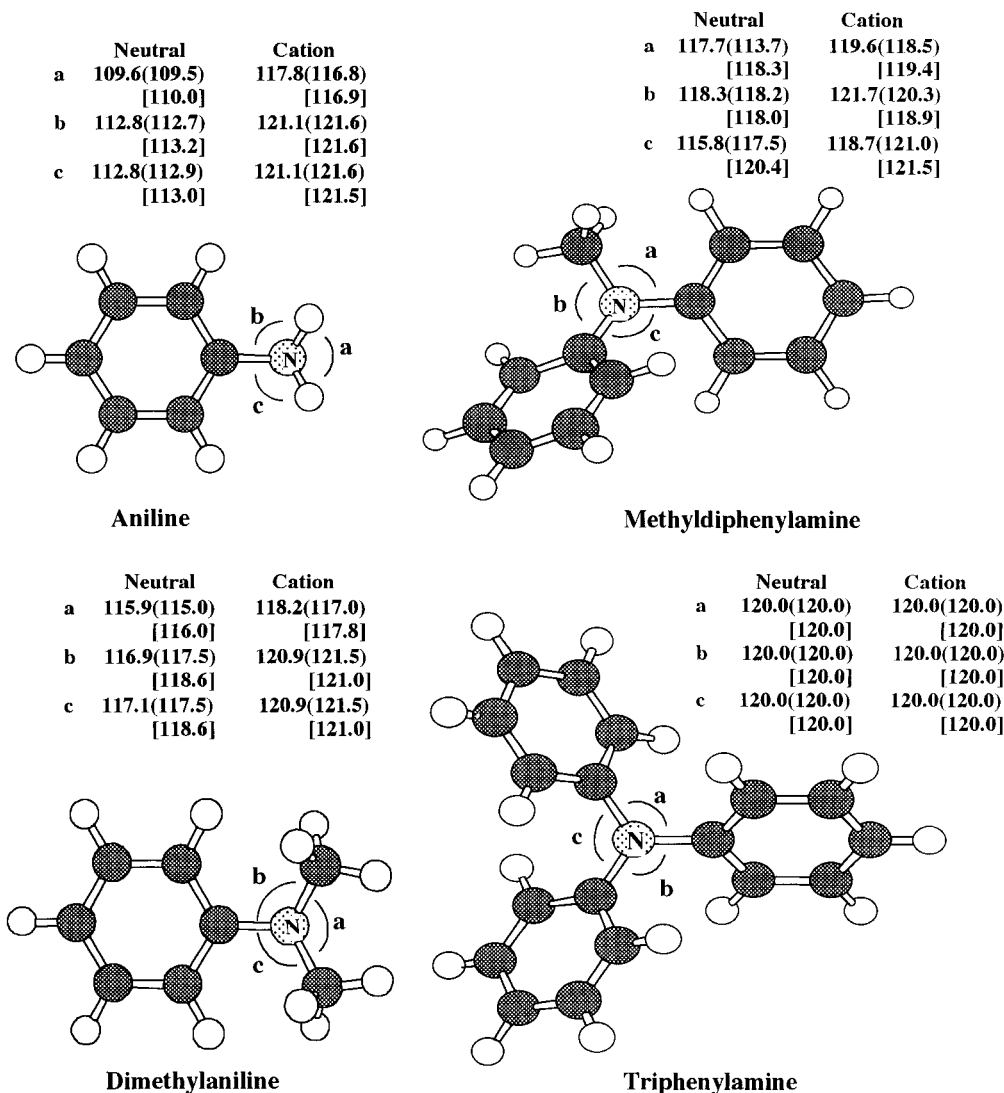 Neutral Cation
a 109.6(109.5) 117.8(116.8)
[110.0] [116.9]
b 112.8(112.7) 121.1(121.6)
[113.2] [121.6]
c 112.8(112.9) 121.1(121.6)
[113.0] [121.5]
b
N
a
c
Aniline
Neutral Cation
a 117.7(113.7) 119.6(118.5)
[118.3] [119.4]
b 118.3(118.2) 121.7(120.3)
[118.0] [118.9]
c 115.8(117.5) 118.7(121.0)
[120.4] [121.5]
a
b
N
c
Methyldiphenylamine
Neutral Cation
a 115.9(115.0) 118.2(117.0)
[116.0] [117.8]
b 116.9(117.5) 120.9(121.5)
[118.6] [121.0]
c 117.1(117.5) 120.9(121.5)
[118.6] [121.0]
b
N
a
c
Dimethylaniline
Neutral Cation
a 120.0(120.0) 120.0(120.0)
[120.0] [120.0]
b 120.0(120.0) 120.0(120.0)
[120.0] [120.0]
c 120.0(120.0) 120.0(120.0)
[120.0] [120.0]
a
c
N
b
Triphenylamine